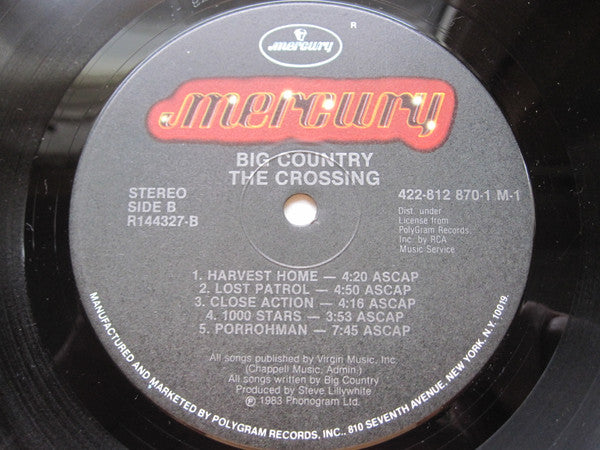 mercury
R
mercury
BIG COUNTRY
THE CROSSING
STEREO
SIDE B
R144327-B
422-812 870-1 M-1
Dist. under
License from
PolyGram Records,
Inc. by RCA
Music Service
1. HARVEST HOME — 4:20 ASCAP
2. LOST PATROL — 4:50 ASCAP
3. CLOSE ACTION — 4:16 ASCAP
4. 1000 STARS — 3:53 ASCAP
5. PORROHMAN — 7:45 ASCAP
All songs published by Virgin Music, Inc.
(Chappell Music, Admin.)
All songs written by Big Country
Produced by Steve Lillywhite
℗ 1983 Phonogram Ltd.
MANUFACTURED AND MARKETED BY POLYGRAM RECORDS, INC., 810 SEVENTH AVENUE, NEW YORK, N.Y. 10019.